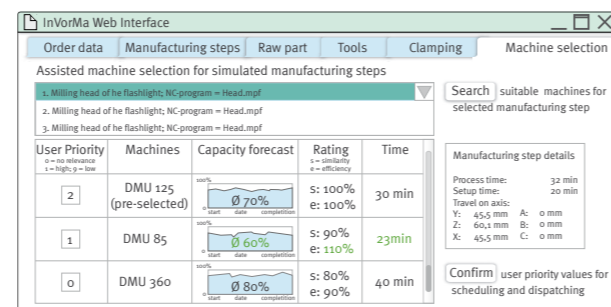 InVorMa Web Interface
Order data Manufacturing steps Raw part Tools Clamping Machine selection
Assisted machine selection for simulated manufacturing steps
1. Milling head of he flashlight; NC-program = Head.mpf
2. Milling head of he flashlight; NC-program = Head.mpf
3. Milling head of he flashlight; NC-program = Head.mpf
Search suitable machines for
selected manufacturing step
User Priority Machines Capacity forecast Rating Time
0 = no relevance
1 = high; 9 = low
s = similarity
e = efficiency
2 DMU 125
(pre-selected)
100%
Ø 70%
0
start date completition
s: 100%
e: 100%
30 min
1 DMU 85
100%
Ø 60%
0
start date completition
s: 90%
e: 110%
23min
0 DMU 360
100%
Ø 80%
0
start date completition
s: 80%
e: 90%
40 min
Manufacturing step details
Process time: 32 min
Setup time: 20 min
Travel on axis:
Y: 45,5 mm A: 0 mm
Z: 60,1 mm B: 0 mm
X: 45,5 mm C: 0 mm
Confirm user priority values for
scheduling and dispatching